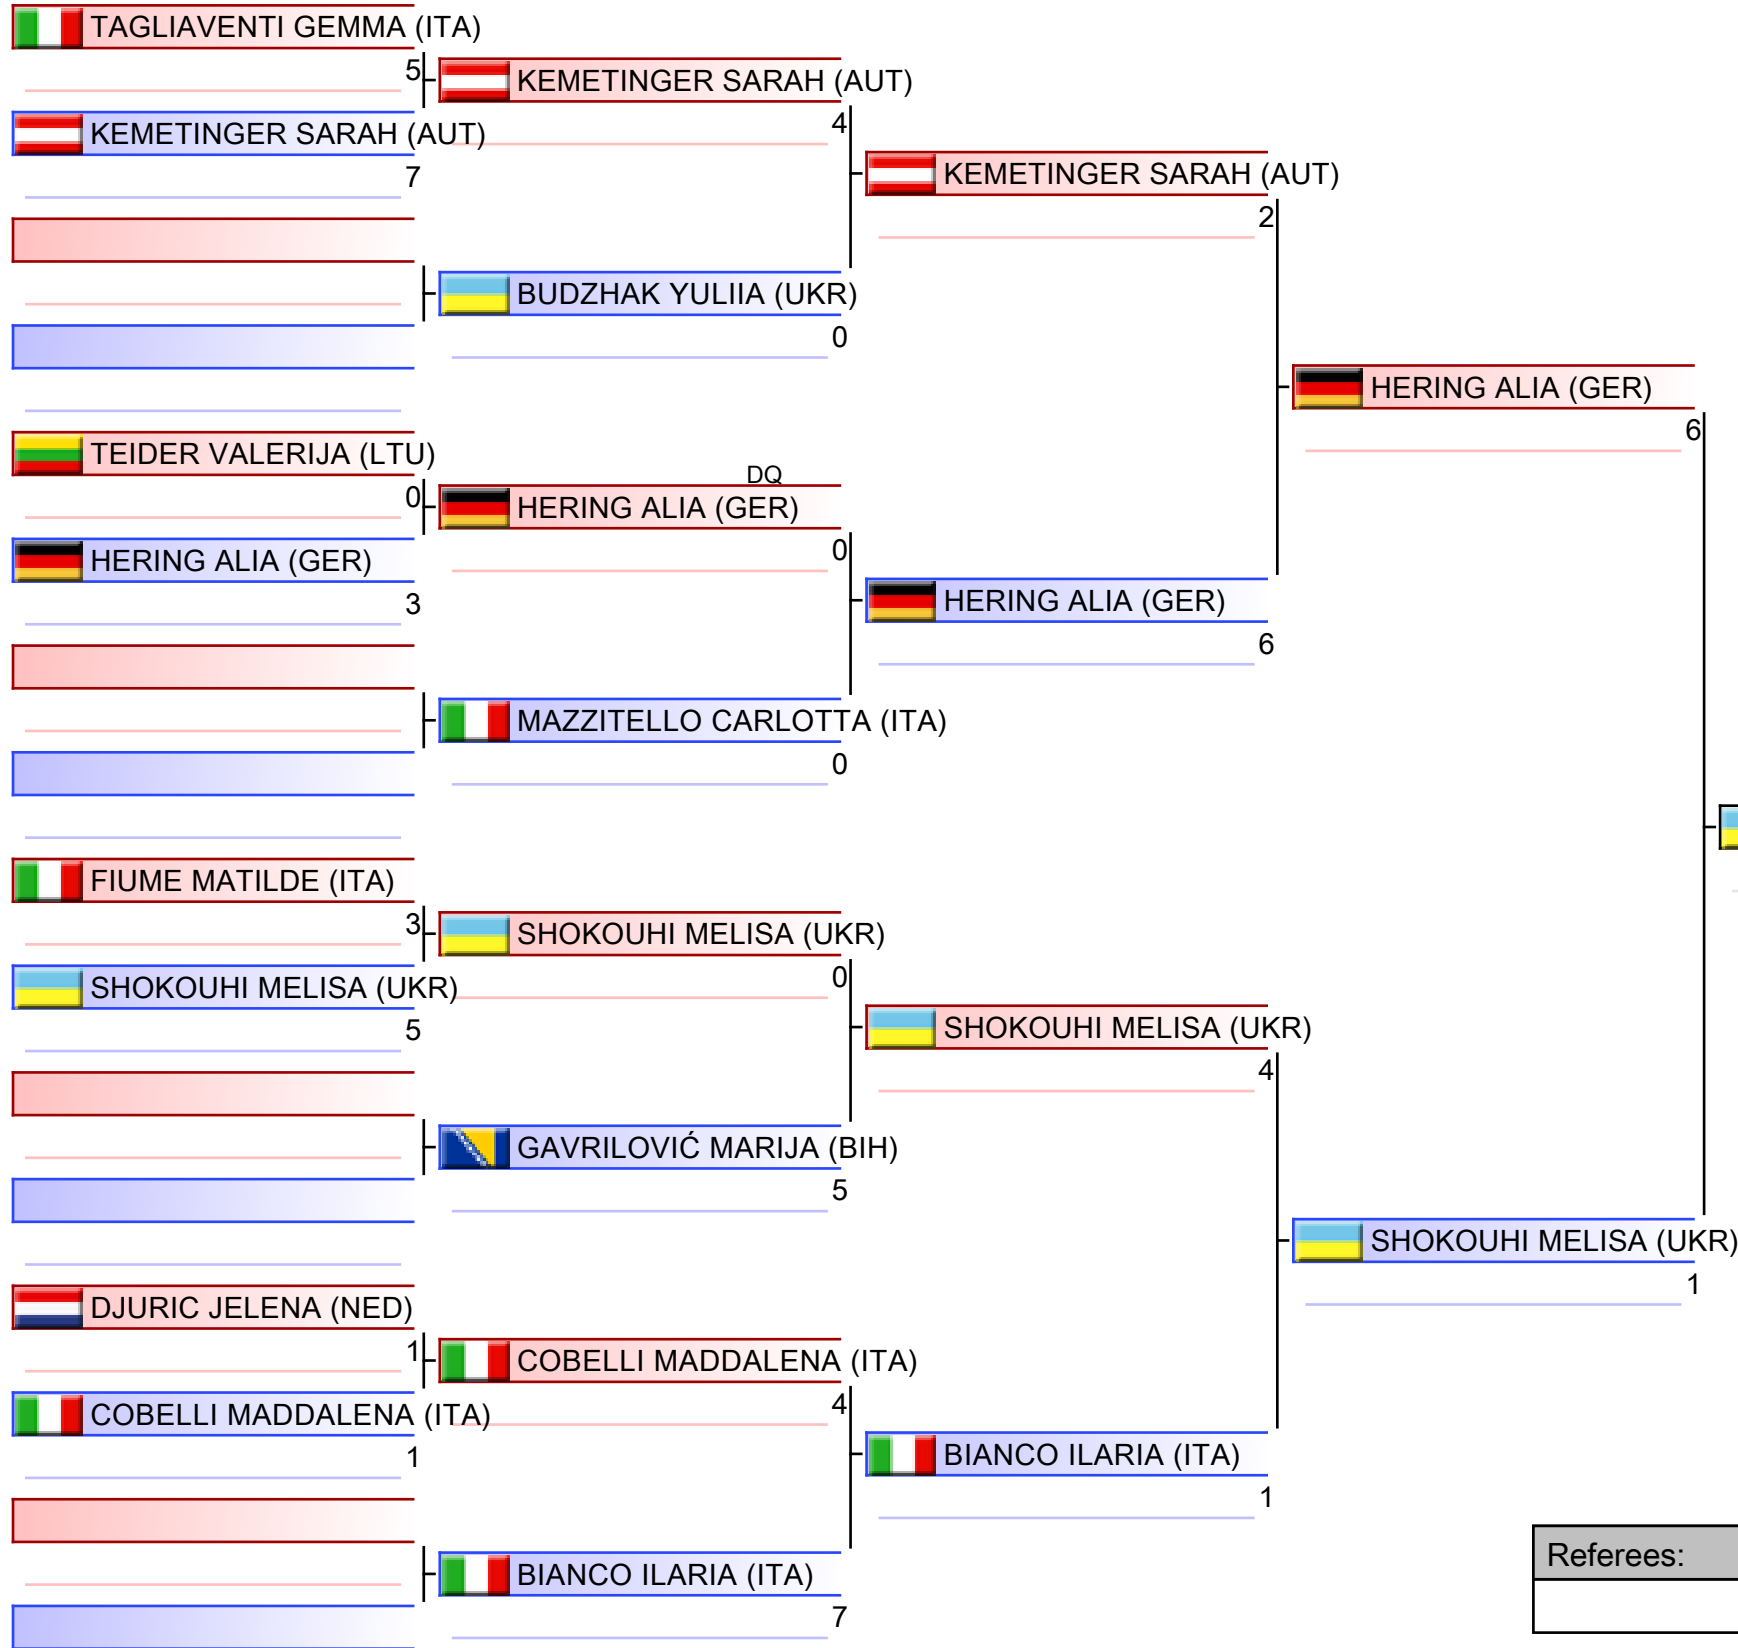 TAGLIAVENTI GEMMA (ITA)
5
KEMETINGER SARAH (AUT)
7
TEIDER VALERIJA (LTU)
0
HERING ALIA (GER)
3
FIUME MATILDE (ITA)
3
SHOKOUHI MELISA (UKR)
5
DJURIC JELENA (NED)
1
COBELLI MADDALENA (ITA)
1
KEMETINGER SARAH (AUT)
4
BUDZHAK YULIIA (UKR)
0
DQ
HERING ALIA (GER)
0
MAZZITELLO CARLOTTA (ITA)
0
SHOKOUHI MELISA (UKR)
0
GAVRILOVIĆ MARIJA (BIH)
5
COBELLI MADDALENA (ITA)
4
BIANCO ILARIA (ITA)
7
KEMETINGER SARAH (AUT)
2
HERING ALIA (GER)
6
SHOKOUHI MELISA (UKR)
4
BIANCO ILARIA (ITA)
1
HERING ALIA (GER)
6
SHOKOUHI MELISA (UKR)
1
Referees: